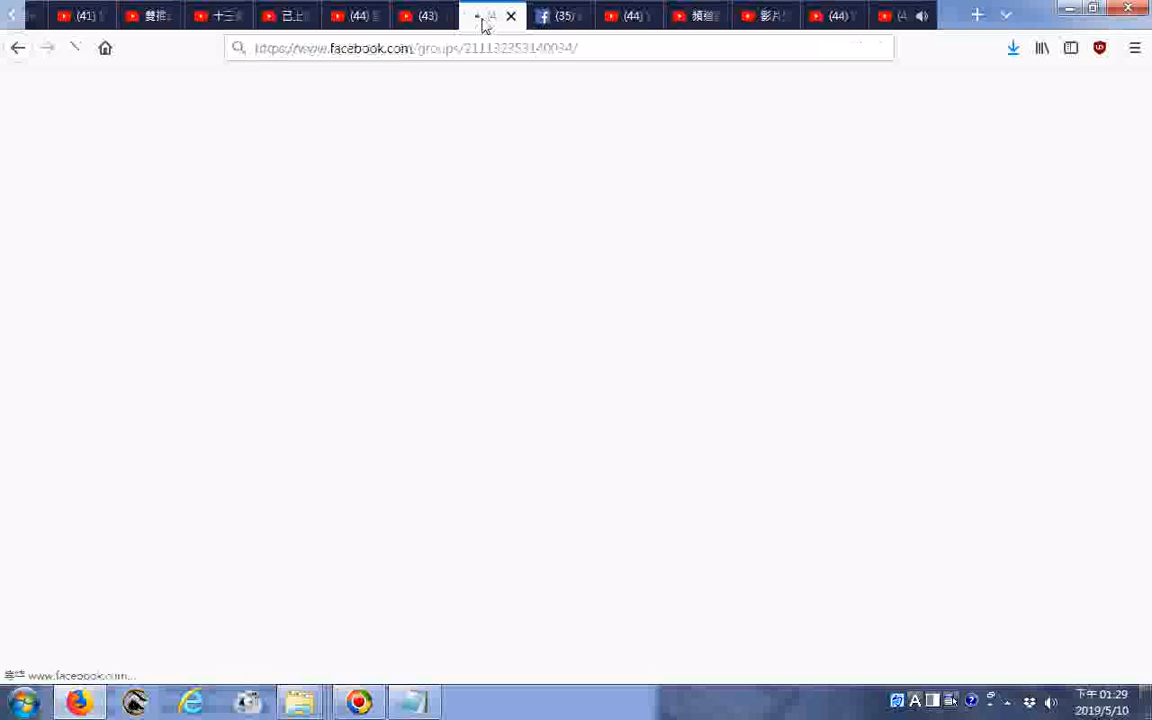 (41)
雙推
十三
已上
(44)
(43)
(35)
(44)
頻道
影片
(44)
https://www.facebook.com/groups/211132353140034/
www.facebook.com...
A
下午 01:29
2019/5/10